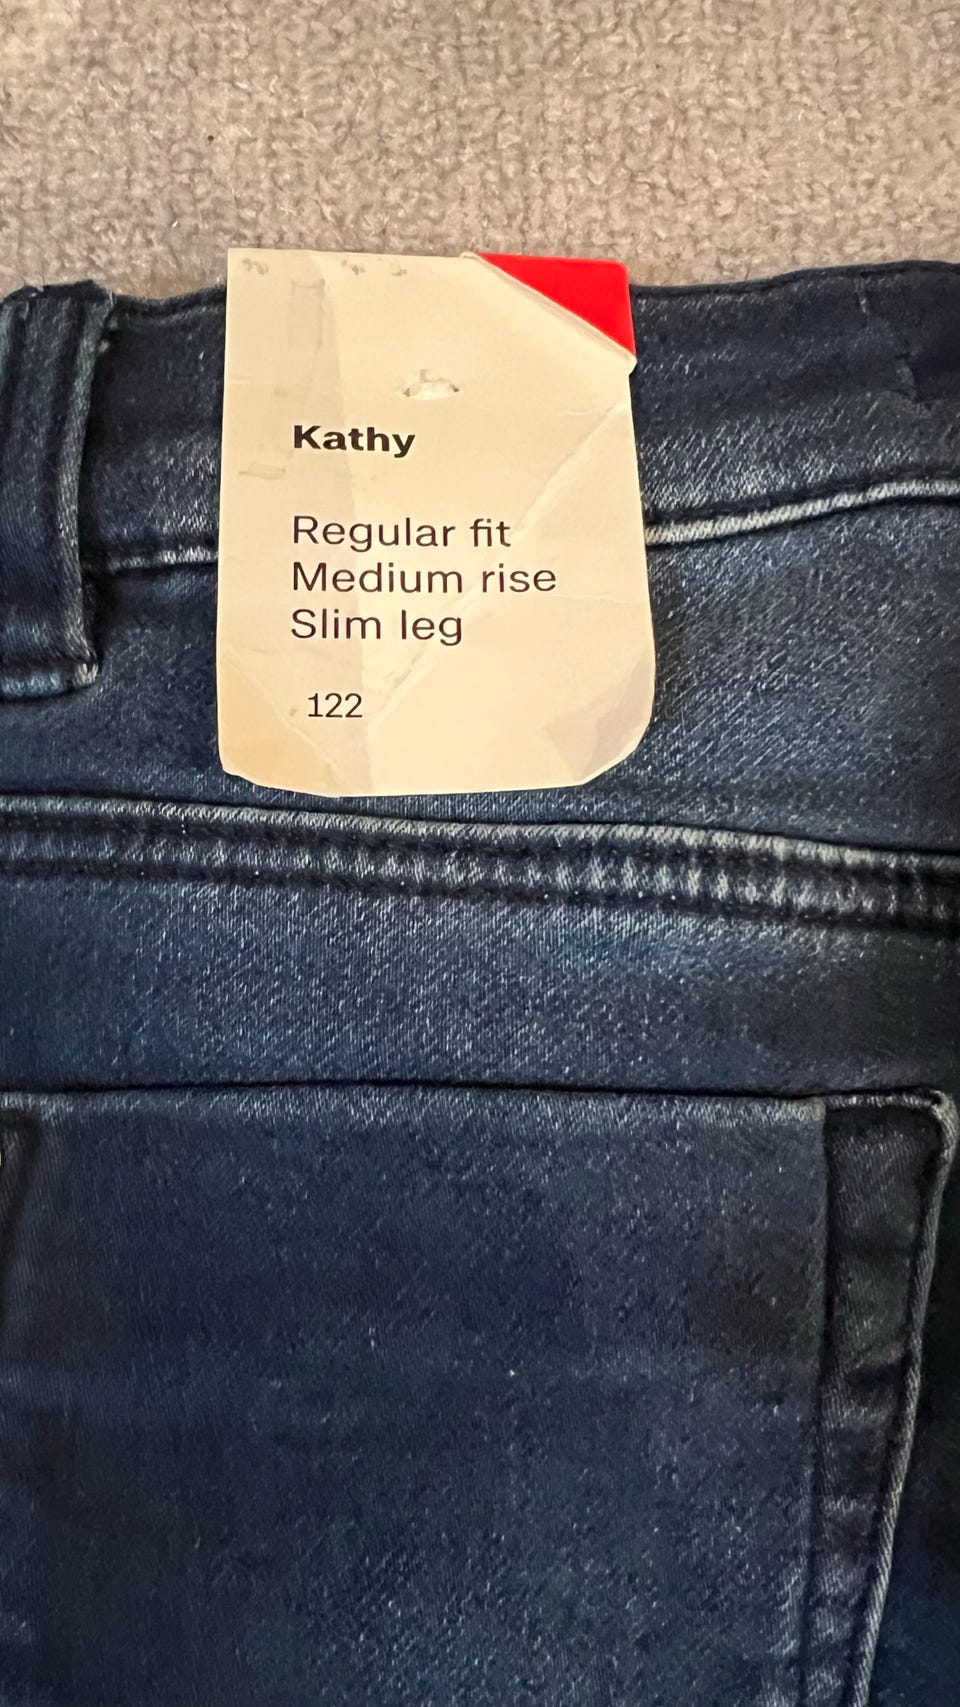 Kathy
Regular fit
Medium rise
Slim leg
122